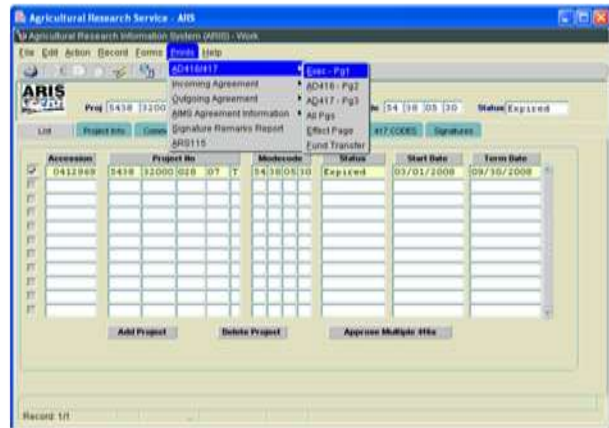 Agricultural Research Service - ARS
Agricultural Research Information System (ARIS) - Work
File Edit Action Record Forms Prints Help
AD416/417
Exec - Pg1
Incoming Agreement
AD416 - Pg2
Outgoing Agreement
AD417 - Pg3
AIMS Agreement Information
All Pgs
Signature Remarks Report
Effect Page
ARS115
Fund Transfer
ARIS
Proj 5438 3200
54 38 05 30 Status Expired
List Project Info 417 CODES Signatures
Accession Project No Modecode Status Start Date Term Date
0412969 5438 32000 028 07 T 54 38 05 30 Expired 03/01/2008 09/30/2008
Add Project Delete Project Approve Multiple 416s
Record: 1/1